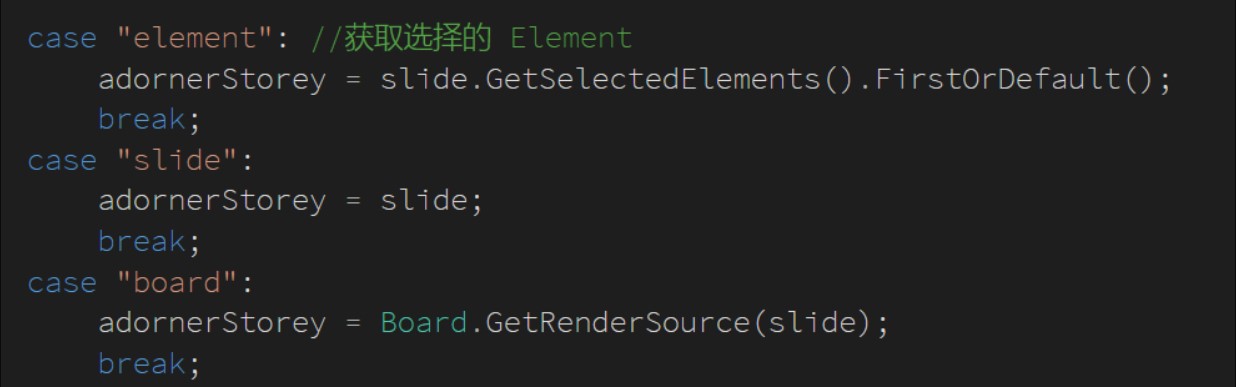 case "element": //获取选择的 Element
    adornerStorey = slide.GetSelectedElements().FirstOrDefault();
    break;
case "slide":
    adornerStorey = slide;
    break;
case "board":
    adornerStorey = Board.GetRenderSource(slide);
    break;